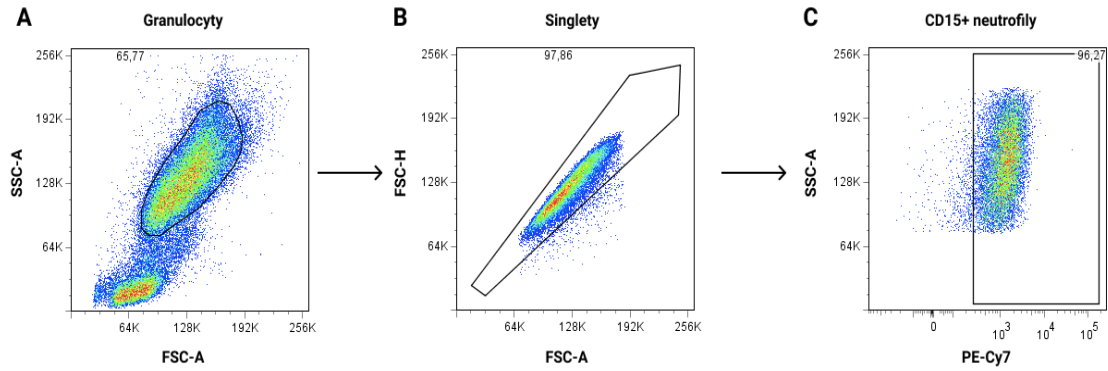 A
Granulocyty
65,77
256K
192K
128K
64K
SSC-A
64K 128K 192K 256K
FSC-A
B
Singlety
97,86
256K
192K
128K
64K
FSC-H
64K 128K 192K 256K
FSC-A
C
CD15+ neutrofily
96,27
256K
192K
128K
64K
SSC-A
0 10³ 10⁴ 10⁵
PE-Cy7